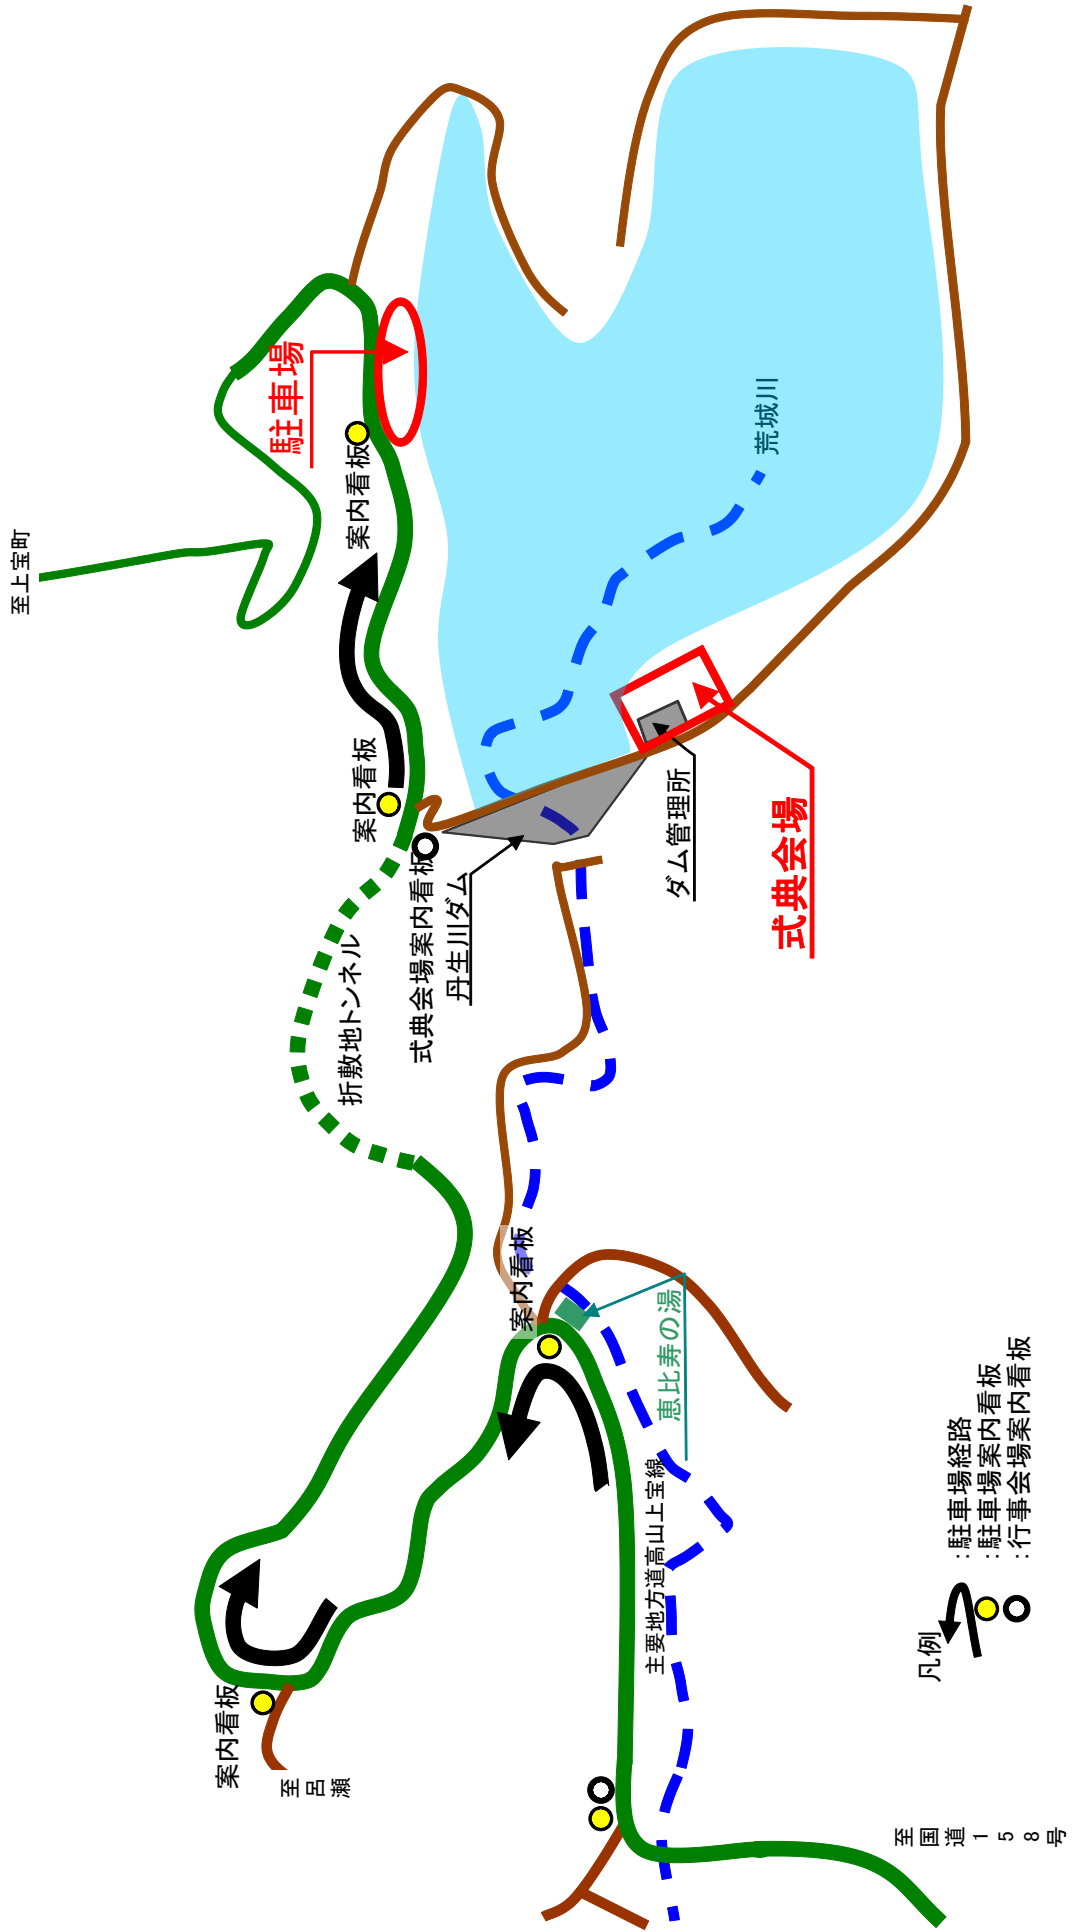 至上宝町
駐車場
案内看板
案内看板
式典会場案内看板
丹生川ダム
折敷地トンネル
荒城川
ダム管理所
式典会場
案内看板
恵比寿の湯
主要地方道高山上宝線
案内看板
至呂瀬
至国道158号
凡例
:駐車場経路
:駐車場案内看板
:行事会場案内看板